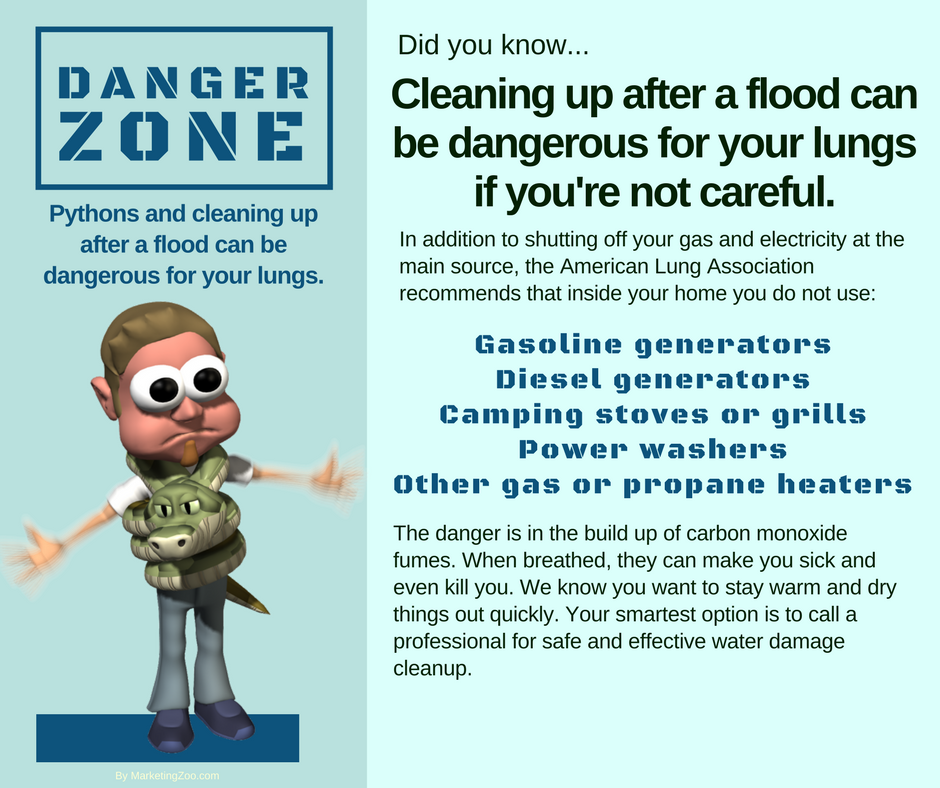 DANGER
ZONE
Pythons and cleaning up
after a flood can be
dangerous for your lungs.
By MarketingZoo.com
Did you know...
Cleaning up after a flood can
be dangerous for your lungs
if you're not careful.
In addition to shutting off your gas and electricity at the
main source, the American Lung Association
recommends that inside your home you do not use:
Gasoline generators
Diesel generators
Camping stoves or grills
Power washers
Other gas or propane heaters
The danger is in the build up of carbon monoxide
fumes. When breathed, they can make you sick and
even kill you. We know you want to stay warm and dry
things out quickly. Your smartest option is to call a
professional for safe and effective water damage
cleanup.